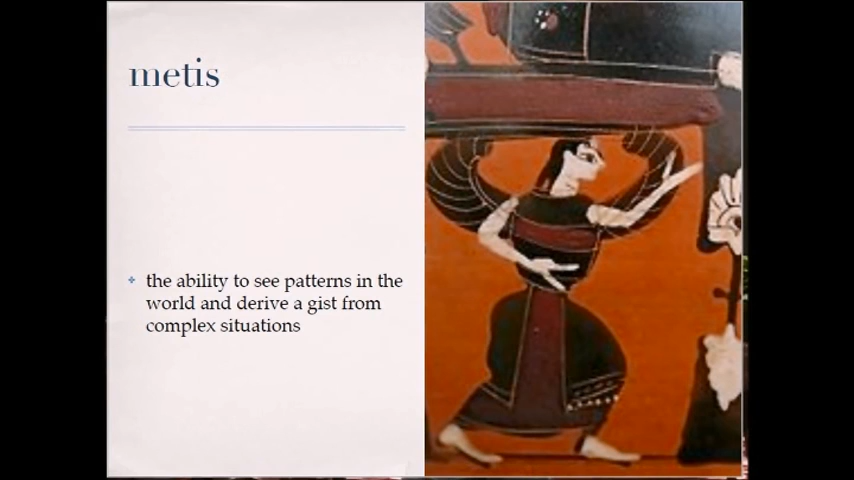 metis
the ability to see patterns in the
world and derive a gist from
complex situations